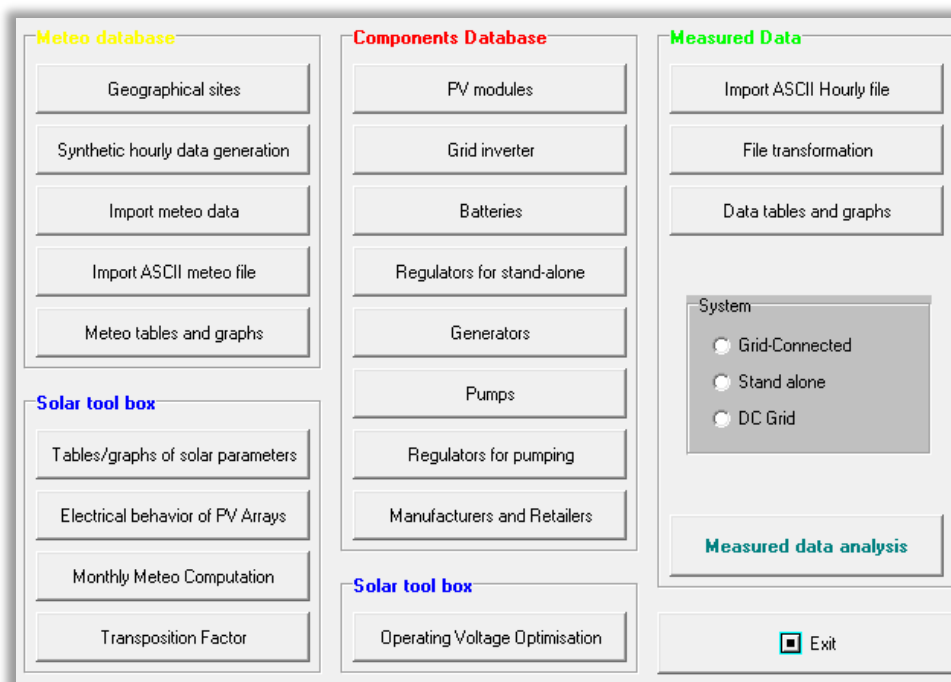 Meteo database
Geographical sites
Synthetic hourly data generation
Import meteo data
Import ASCII meteo file
Meteo tables and graphs
Solar tool box
Tables/graphs of solar parameters
Electrical behavior of PV Arrays
Monthly Meteo Computation
Transposition Factor
Components Database
PV modules
Grid inverter
Batteries
Regulators for stand-alone
Generators
Pumps
Regulators for pumping
Manufacturers and Retailers
Solar tool box
Operating Voltage Optimisation
Measured Data
Import ASCII Hourly file
File transformation
Data tables and graphs
System
Grid-Connected
Stand alone
DC Grid
Measured data analysis
Exit